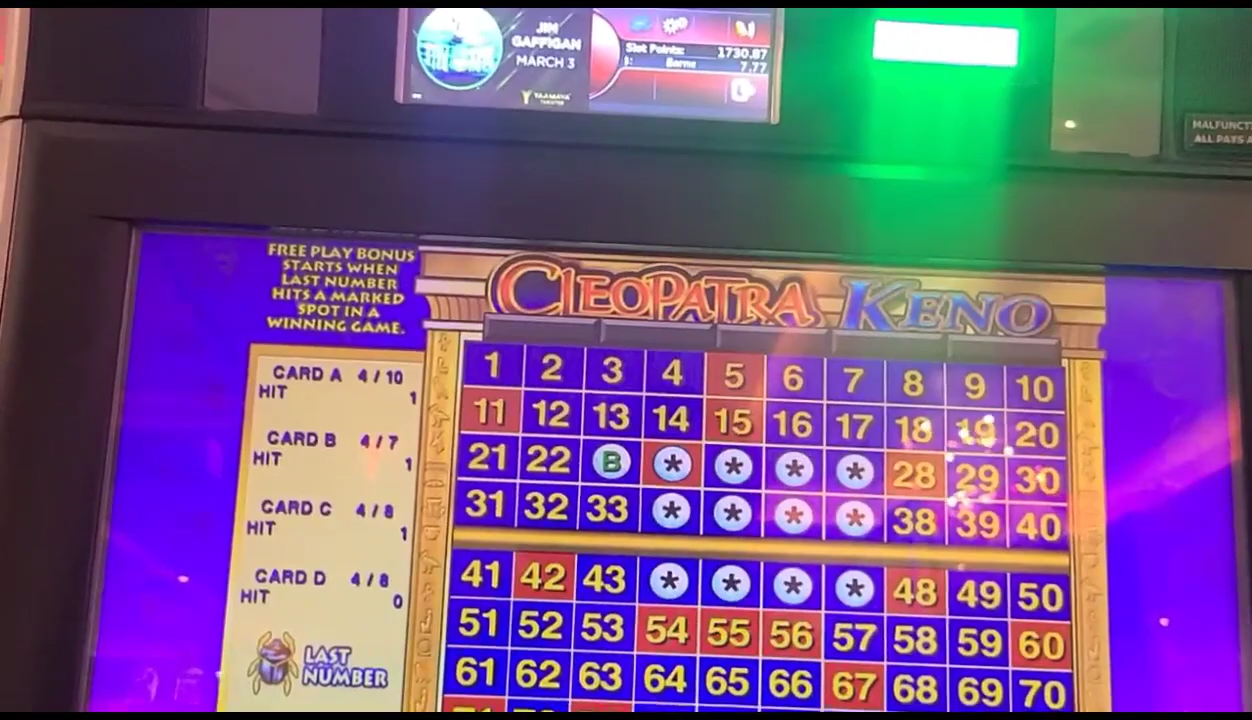 JIM
GAFFIGAN
MARCH 3
Slot Points: 1730.87
7.77
FREE PLAY BONUS
STARTS WHEN
LAST NUMBER
HITS A MARKED
SPOT IN A
WINNING GAME.
CLEOPATRA KENO
CARD A 4/10
HIT 1
CARD B 4/7
HIT 1
CARD C 4/8
HIT 1
CARD D 4/8
HIT 0
LAST
NUMBER
1 2 3 4 5 6 7 8 9 10
11 12 13 14 15 16 17 18 19 20
21 22 B * * * * 28 29 30
31 32 33 * * * * 38 39 40
41 42 43 * * * * 48 49 50
51 52 53 54 55 56 57 58 59 60
61 62 63 64 65 66 67 68 69 70